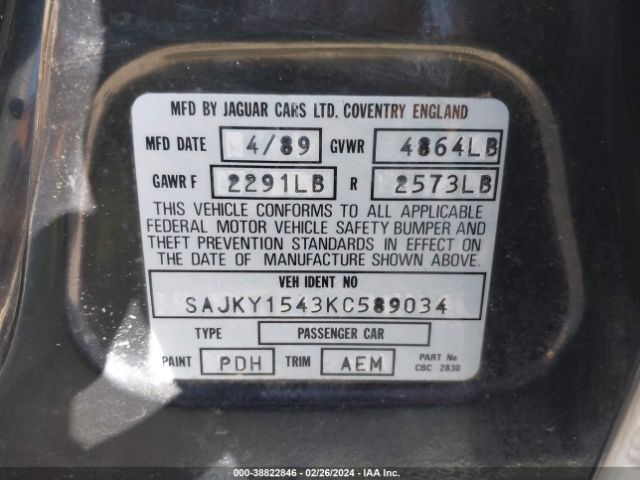 MFD BY JAGUAR CARS LTD. COVENTRY ENGLAND
MFD DATE 4/89 GVWR 4864LB
GAWR F 2291LB R 2573LB
THIS VEHICLE CONFORMS TO ALL APPLICABLE
FEDERAL MOTOR VEHICLE SAFETY BUMPER AND
THEFT PREVENTION STANDARDS IN EFFECT ON
THE DATE OF MANUFACTURE SHOWN ABOVE.
VEH IDENT NO
SAJKY1543KC589034
TYPE PASSENGER CAR
PAINT PDH TRIM AEM PART No
CBC 2830
000-38822846 - 02/26/2024 - IAA Inc.